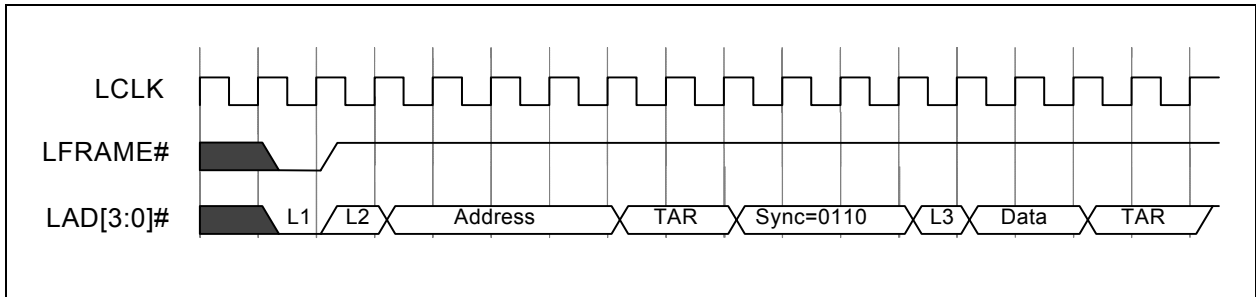 LCLK
LFRAME#
LAD[3:0]# L1 L2 Address TAR Sync=0110 L3 Data TAR